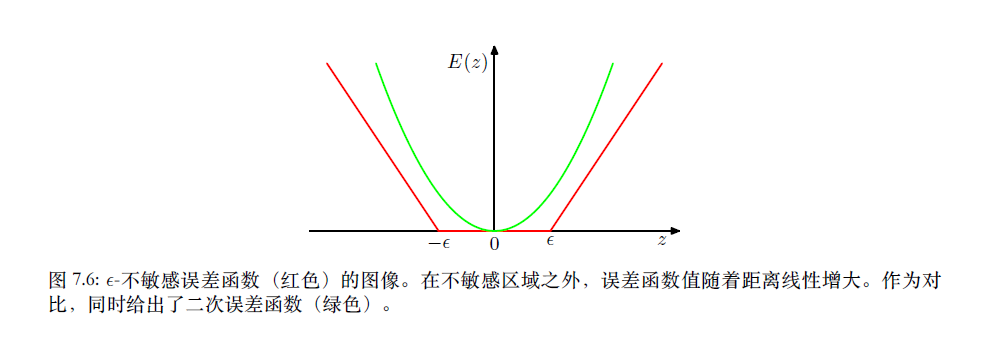 E(z)
−ϵ 0 ϵ z
图 7.6: ϵ-不敏感误差函数（红色）的图像。在不敏感区域之外，误差函数值随着距离线性增大。作为对
比，同时给出了二次误差函数（绿色）。